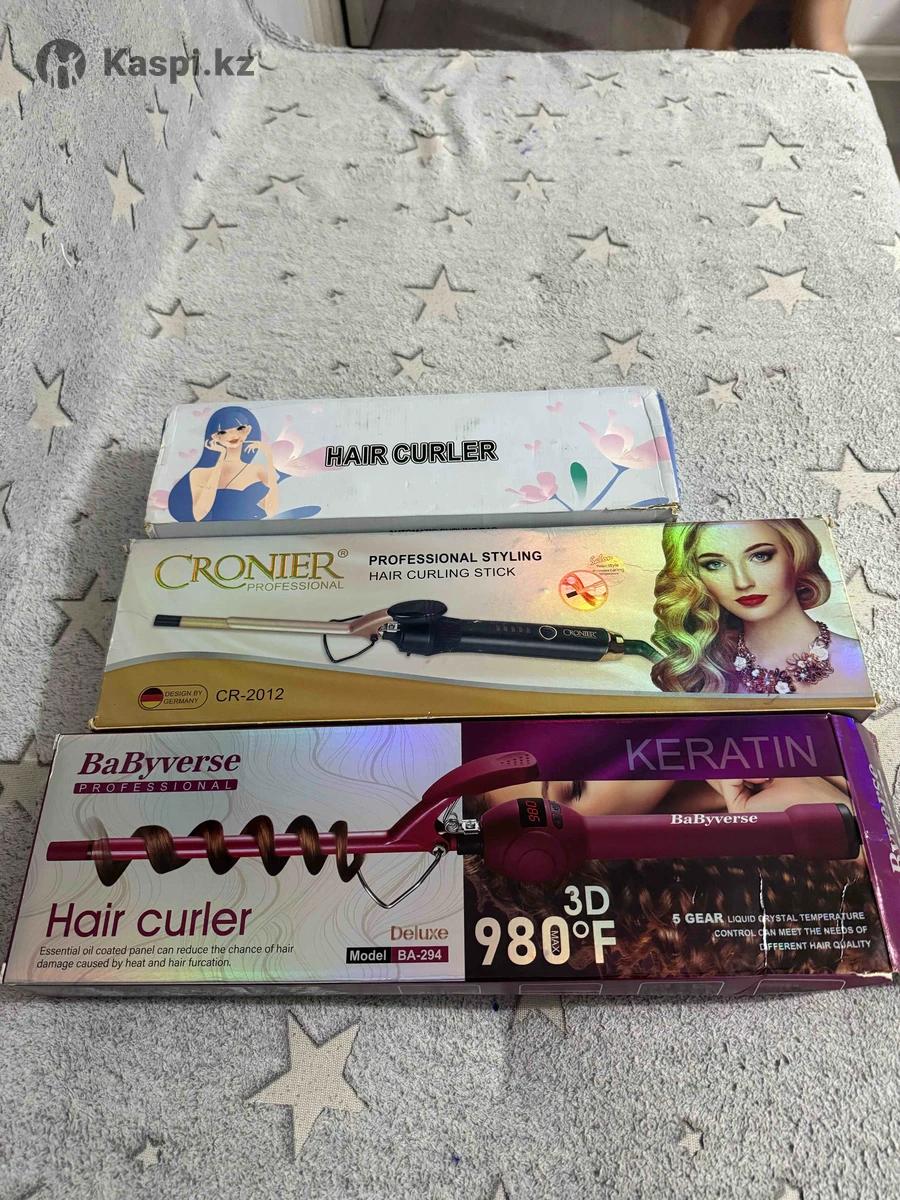 Kaspi.kz
HAIR CURLER
CRONIER®
PROFESSIONAL
PROFESSIONAL STYLING
HAIR CURLING STICK
CRONIER
DESIGN BY
GERMANY
CR-2012
BaByverse
PROFESSIONAL
KERATIN
980
BaByverse
Hair curler
Essential oil coated panel can reduce the chance of hair
damage caused by heat and hair furcation.
Deluxe
Model BA-294
3D
980°F
MAX
5 GEAR LIQUID CRYSTAL TEMPERATURE
CONTROL CAN MEET THE NEEDS OF
DIFFERENT HAIR QUALITY